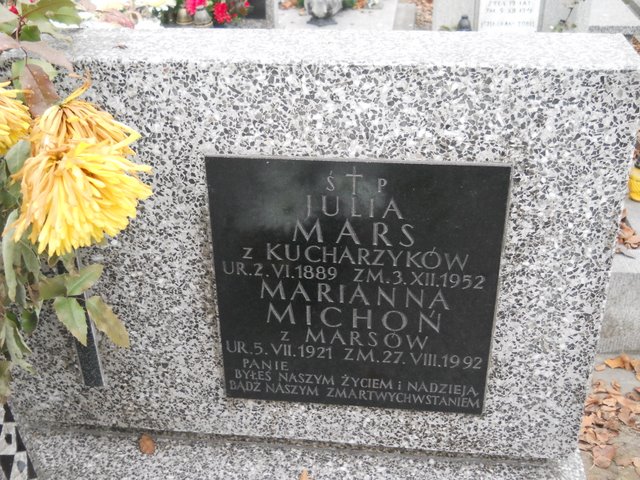 Ś † P
JULIA
MARS
z KUCHARZYKÓW
UR. 2. VI. 1889 ZM. 3. XII. 1952
MARIANNA
MICHOŃ
z MARSÓW
UR. 5. VII. 1921 ZM. 27. VIII. 1992
PANIE
BYŁEŚ NASZYM ŻYCIEM i NADZIEJĄ
BĄDŹ NASZYM ZMARTWYCHWSTANIEM